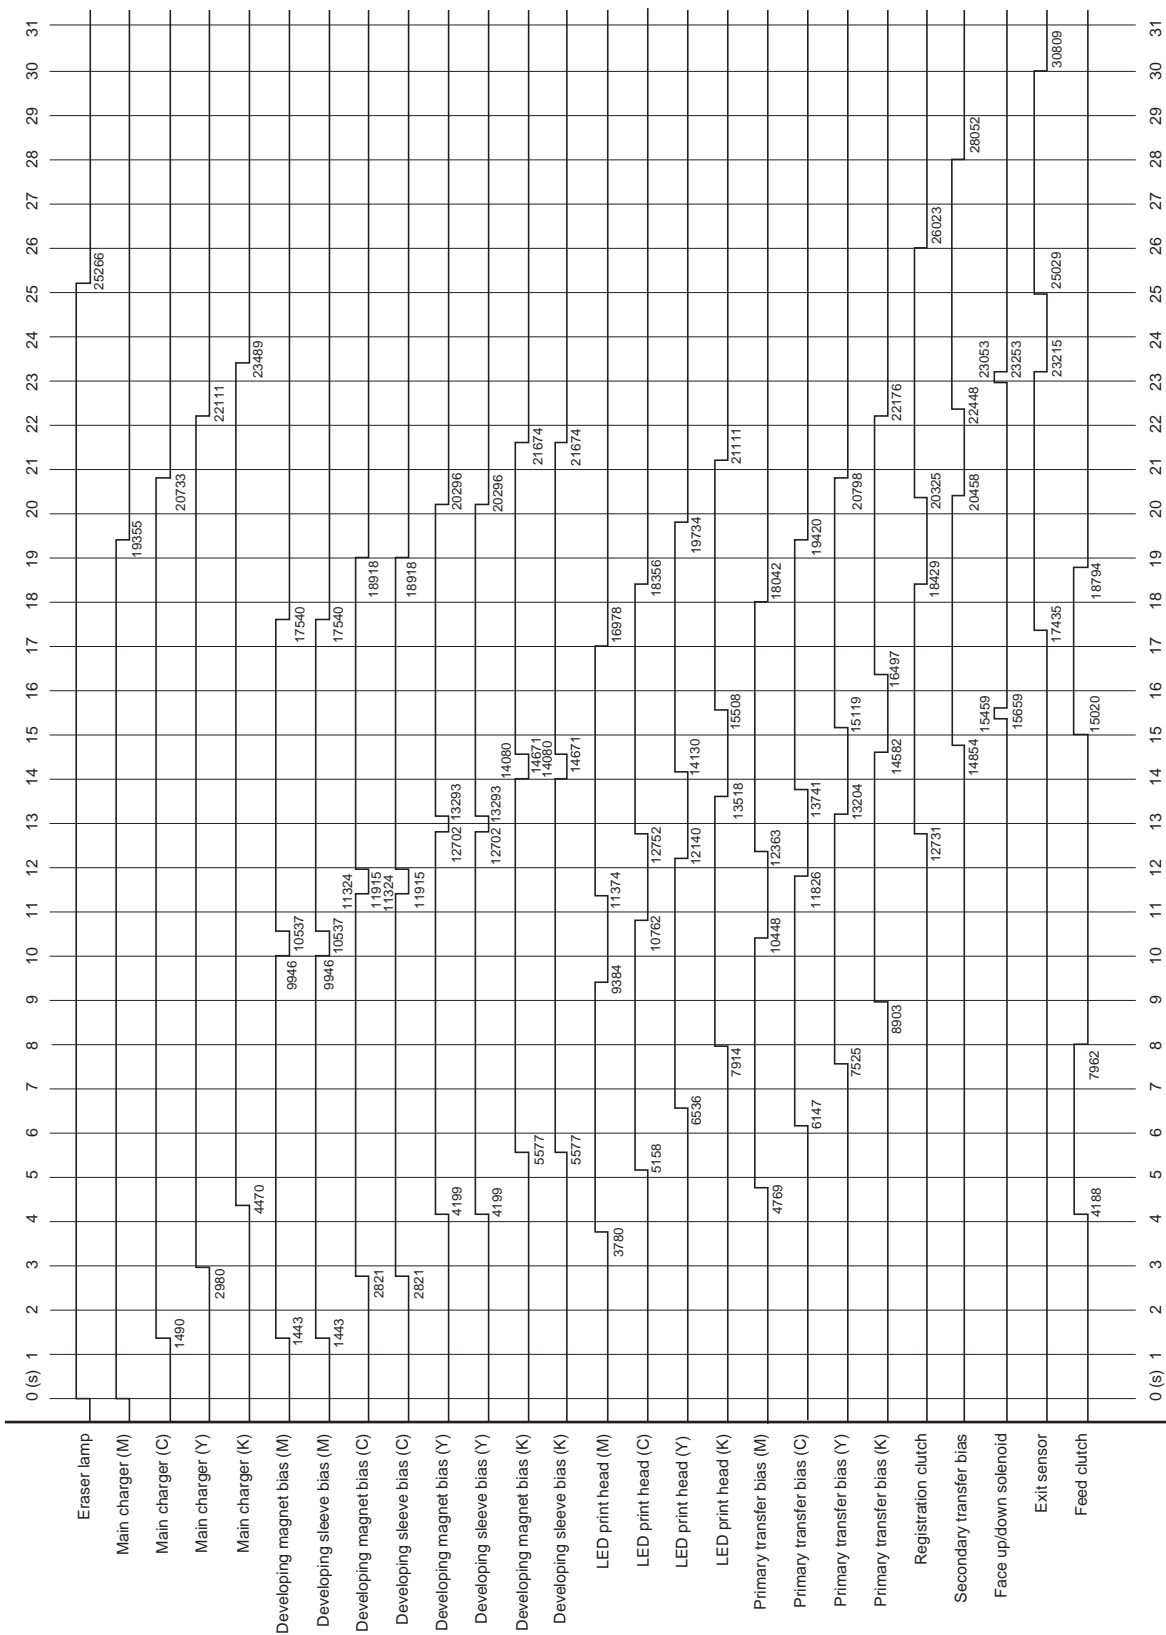 0 (s) 1 2 3 4 5 6 7 8 9 10 11 12 13 14 15 16 17 18 19 20 21 22 23 24 25 26 27 28 29 30 31
Eraser lamp 25266
Main charger (M) 19355
Main charger (C) 1490 20733
Main charger (Y) 2980 22111
Main charger (K) 4470 23489
Developing magnet bias (M) 1443 9946 10537 17540
Developing sleeve bias (M) 1443 9946 10537 17540
Developing magnet bias (C) 2821 11324 11915 18918
Developing sleeve bias (C) 2821 11324 11915 18918
Developing magnet bias (Y) 4199 12702 13293 20296
Developing sleeve bias (Y) 4199 12702 13293 20296
Developing magnet bias (K) 5577 14080 14671 21674
Developing sleeve bias (K) 5577 14080 14671 21674
LED print head (M) 3780 9384 11374 16978
LED print head (C) 5158 10762 12752 18356
LED print head (Y) 6536 12140 14130 19734
LED print head (K) 7914 13518 15508 21111
Primary transfer bias (M) 4769 10448 12363 18042
Primary transfer bias (C) 6147 11826 13741 19420
Primary transfer bias (Y) 7525 13204 15119 20798
Primary transfer bias (K) 8903 14582 16497 22176
Registration clutch 12731 18429 20325 26023
Secondary transfer bias 14854 20458 22448 28052
Face up/down solenoid 15459 15659 23053 23253
Exit sensor 17435 23215 25029 30809
Feed clutch 4188 7962 15020 18794
0 (s) 1 2 3 4 5 6 7 8 9 10 11 12 13 14 15 16 17 18 19 20 21 22 23 24 25 26 27 28 29 30 31